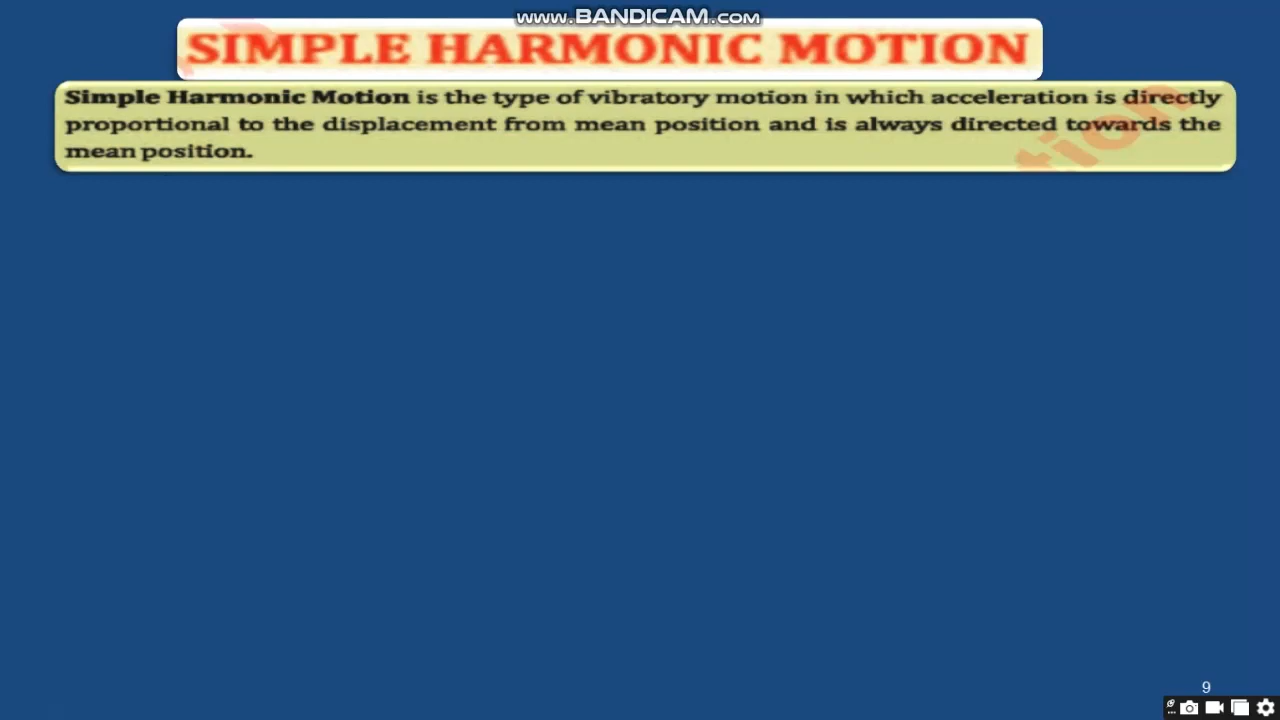 www.BANDICAM.com
SIMPLE HARMONIC MOTION
Simple Harmonic Motion is the type of vibratory motion in which acceleration is directly
proportional to the displacement from mean position and is always directed towards the
mean position.
tion
9